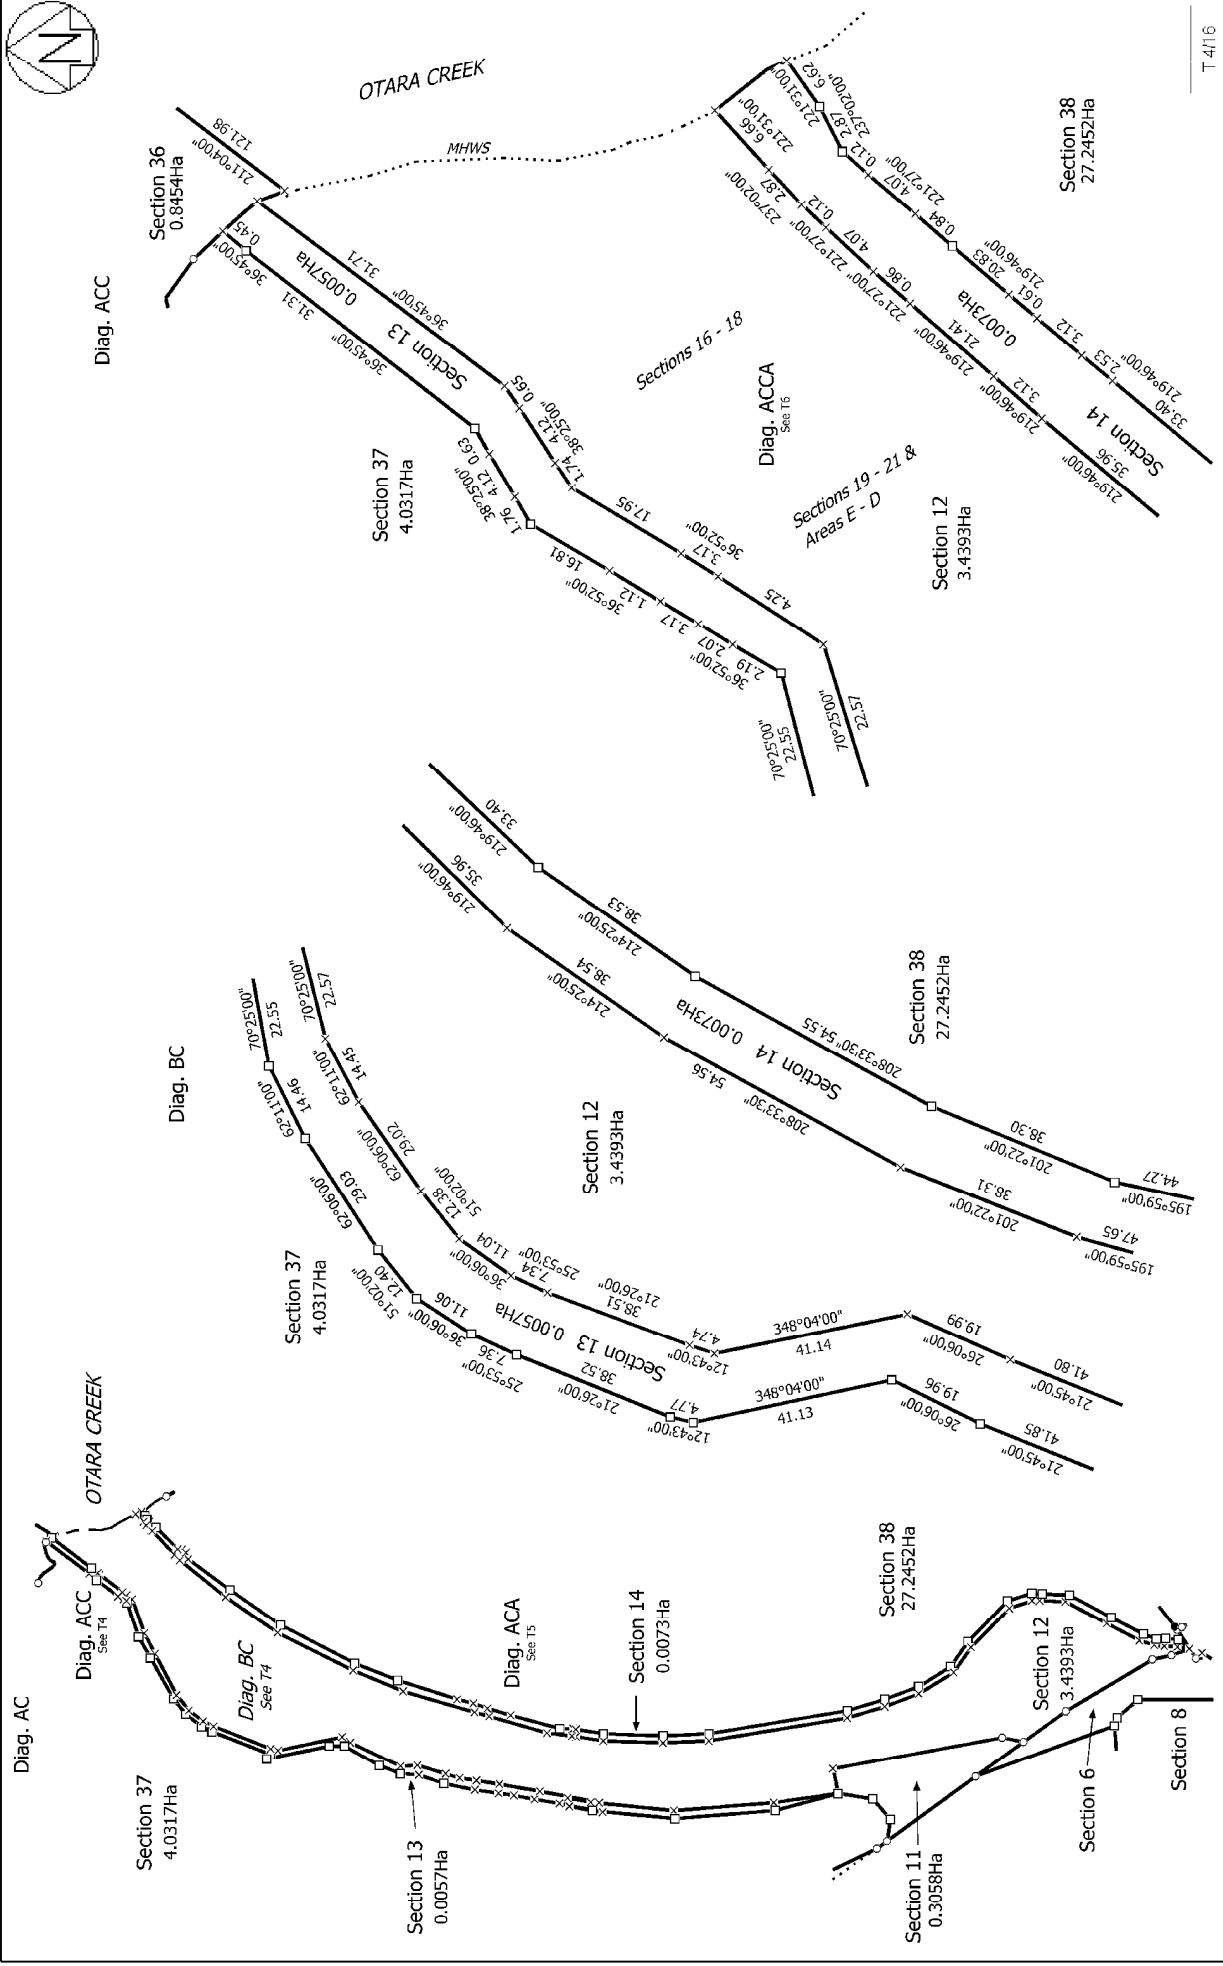 N
Diag. AC
Section 37
4.0317Ha
Diag. ACC
See T4
OTARA CREEK
Diag. BC
See T4
Diag. ACA
See T5
Section 14
0.0073Ha
Section 38
27.2452Ha
Section 13
0.0057Ha
Section 12
3.4393Ha
Section 11
0.3058Ha
Section 6
Section 8
Diag. BC
Section 37
4.0317Ha
70°25'00"
22.55
62°11'00"
14.46
62°06'00"
29.03
51°02'00"
12.40
36°06'00"
11.06
25°53'00"
7.36
21°26'00"
38.52
12°43'00"
4.77
348°04'00"
41.13
26°06'00"
19.96
21°45'00"
41.85
Section 13
0.0057Ha
70°25'00"
22.57
62°11'00"
14.45
62°06'00"
29.02
51°02'00"
12.38
36°06'00"
11.04
25°53'00"
7.34
21°26'00"
38.51
12°43'00"
4.74
348°04'00"
41.14
26°06'00"
19.99
21°45'00"
41.80
Section 12
3.4393Ha
219°46'00"
35.96
214°25'00"
38.54
208°33'30"
54.56
201°22'00"
38.31
195°59'00"
47.65
Section 14
0.0073Ha
219°46'00"
33.40
214°25'00"
38.53
208°33'30" 54.55
201°22'00"
38.30
195°59'00"
44.27
Section 38
27.2452Ha
Diag. ACC
Section 36
0.8454Ha
211°04'00"
121.98
OTARA CREEK
MHWS
36°45'00"
0.45
36°45'00"
31.31
Section 13
0.0057Ha
36°45'00"
31.71
Section 37
4.0317Ha
0.63
4.12
38°25'00"
1.76
0.65
4.12
38°25'00"
1.74
16.81
36°52'00"
1.12
3.17
2.07
36°52'00"
2.19
17.95
36°52'00"
3.17
4.25
70°25'00"
22.55
70°25'00"
22.57
Sections 16 - 18
Diag. ACCA
See T6
Sections 19 - 21 &
Areas E - D
Section 12
3.4393Ha
221°31'00"
6.66
237°02'00"
2.87
0.12
221°27'00"
4.07
221°27'00"
0.86
219°46'00"
21.41
219°46'00"
3.12
219°46'00"
35.96
Section 14
0.0073Ha
221°31'00"
6.62
237°02'00"
2.87
0.12
221°27'00"
4.07
0.84
219°46'00"
20.83
0.61
3.12
2.53
219°46'00"
33.40
Section 38
27.2452Ha
T 4/16